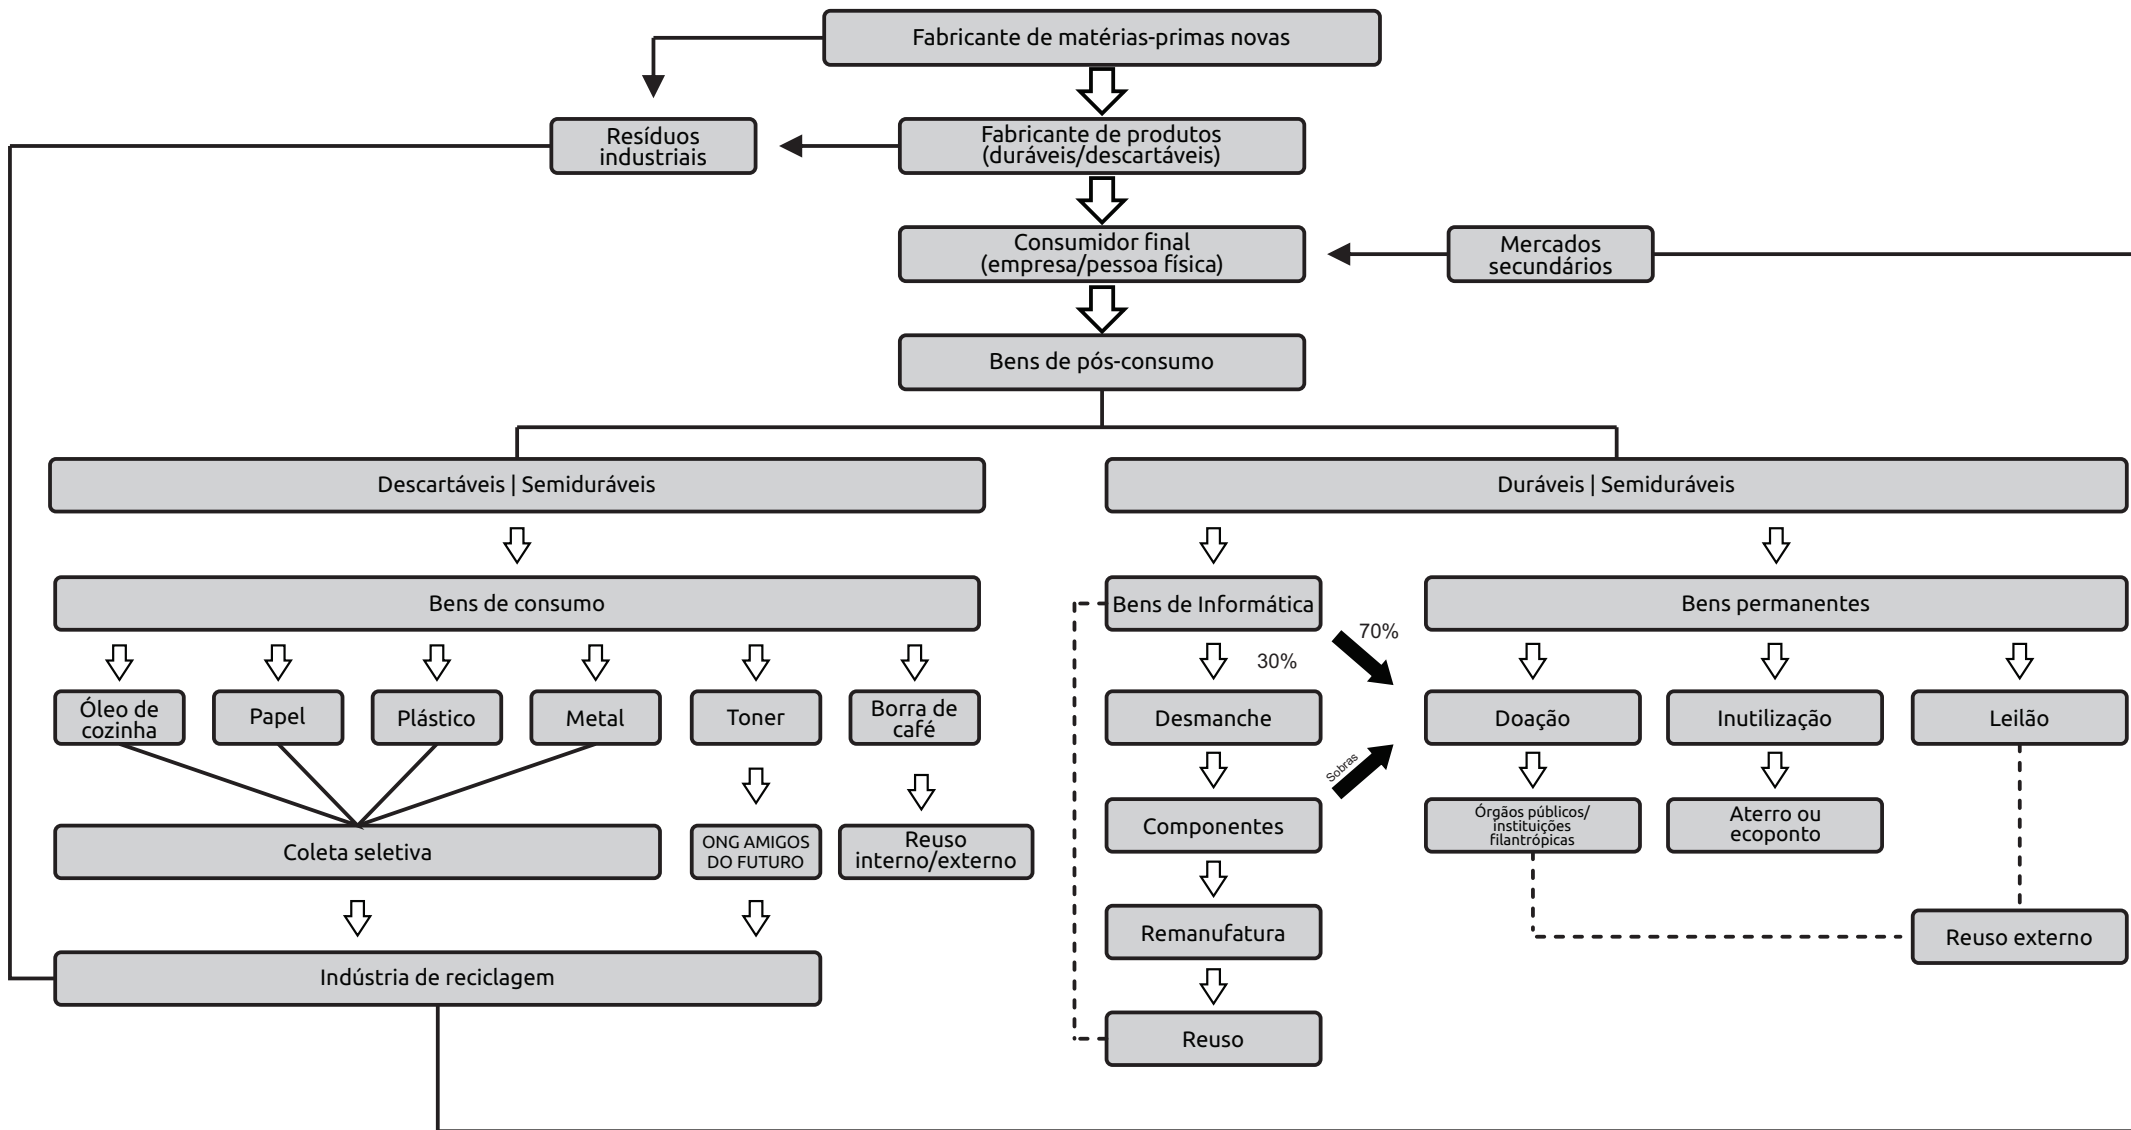 Fabricante de matérias-primas novas
Resíduos
industriais
Fabricante de produtos
(duráveis/descartáveis)
Consumidor final
(empresa/pessoa física)
Mercados
secundários
Bens de pós-consumo
Descartáveis | Semiduráveis
Duráveis | Semiduráveis
Bens de consumo
Bens de Informática
Bens permanentes
70%
30%
Óleo de
cozinha
Papel
Plástico
Metal
Toner
Borra de
café
Desmanche
Doação
Inutilização
Leilão
Sobras
Coleta seletiva
ONG AMIGOS
DO FUTURO
Reuso
interno/externo
Componentes
Órgãos públicos/
instituições
filantrópicas
Aterro ou
ecoponto
Remanufatura
Reuso externo
Indústria de reciclagem
Reuso